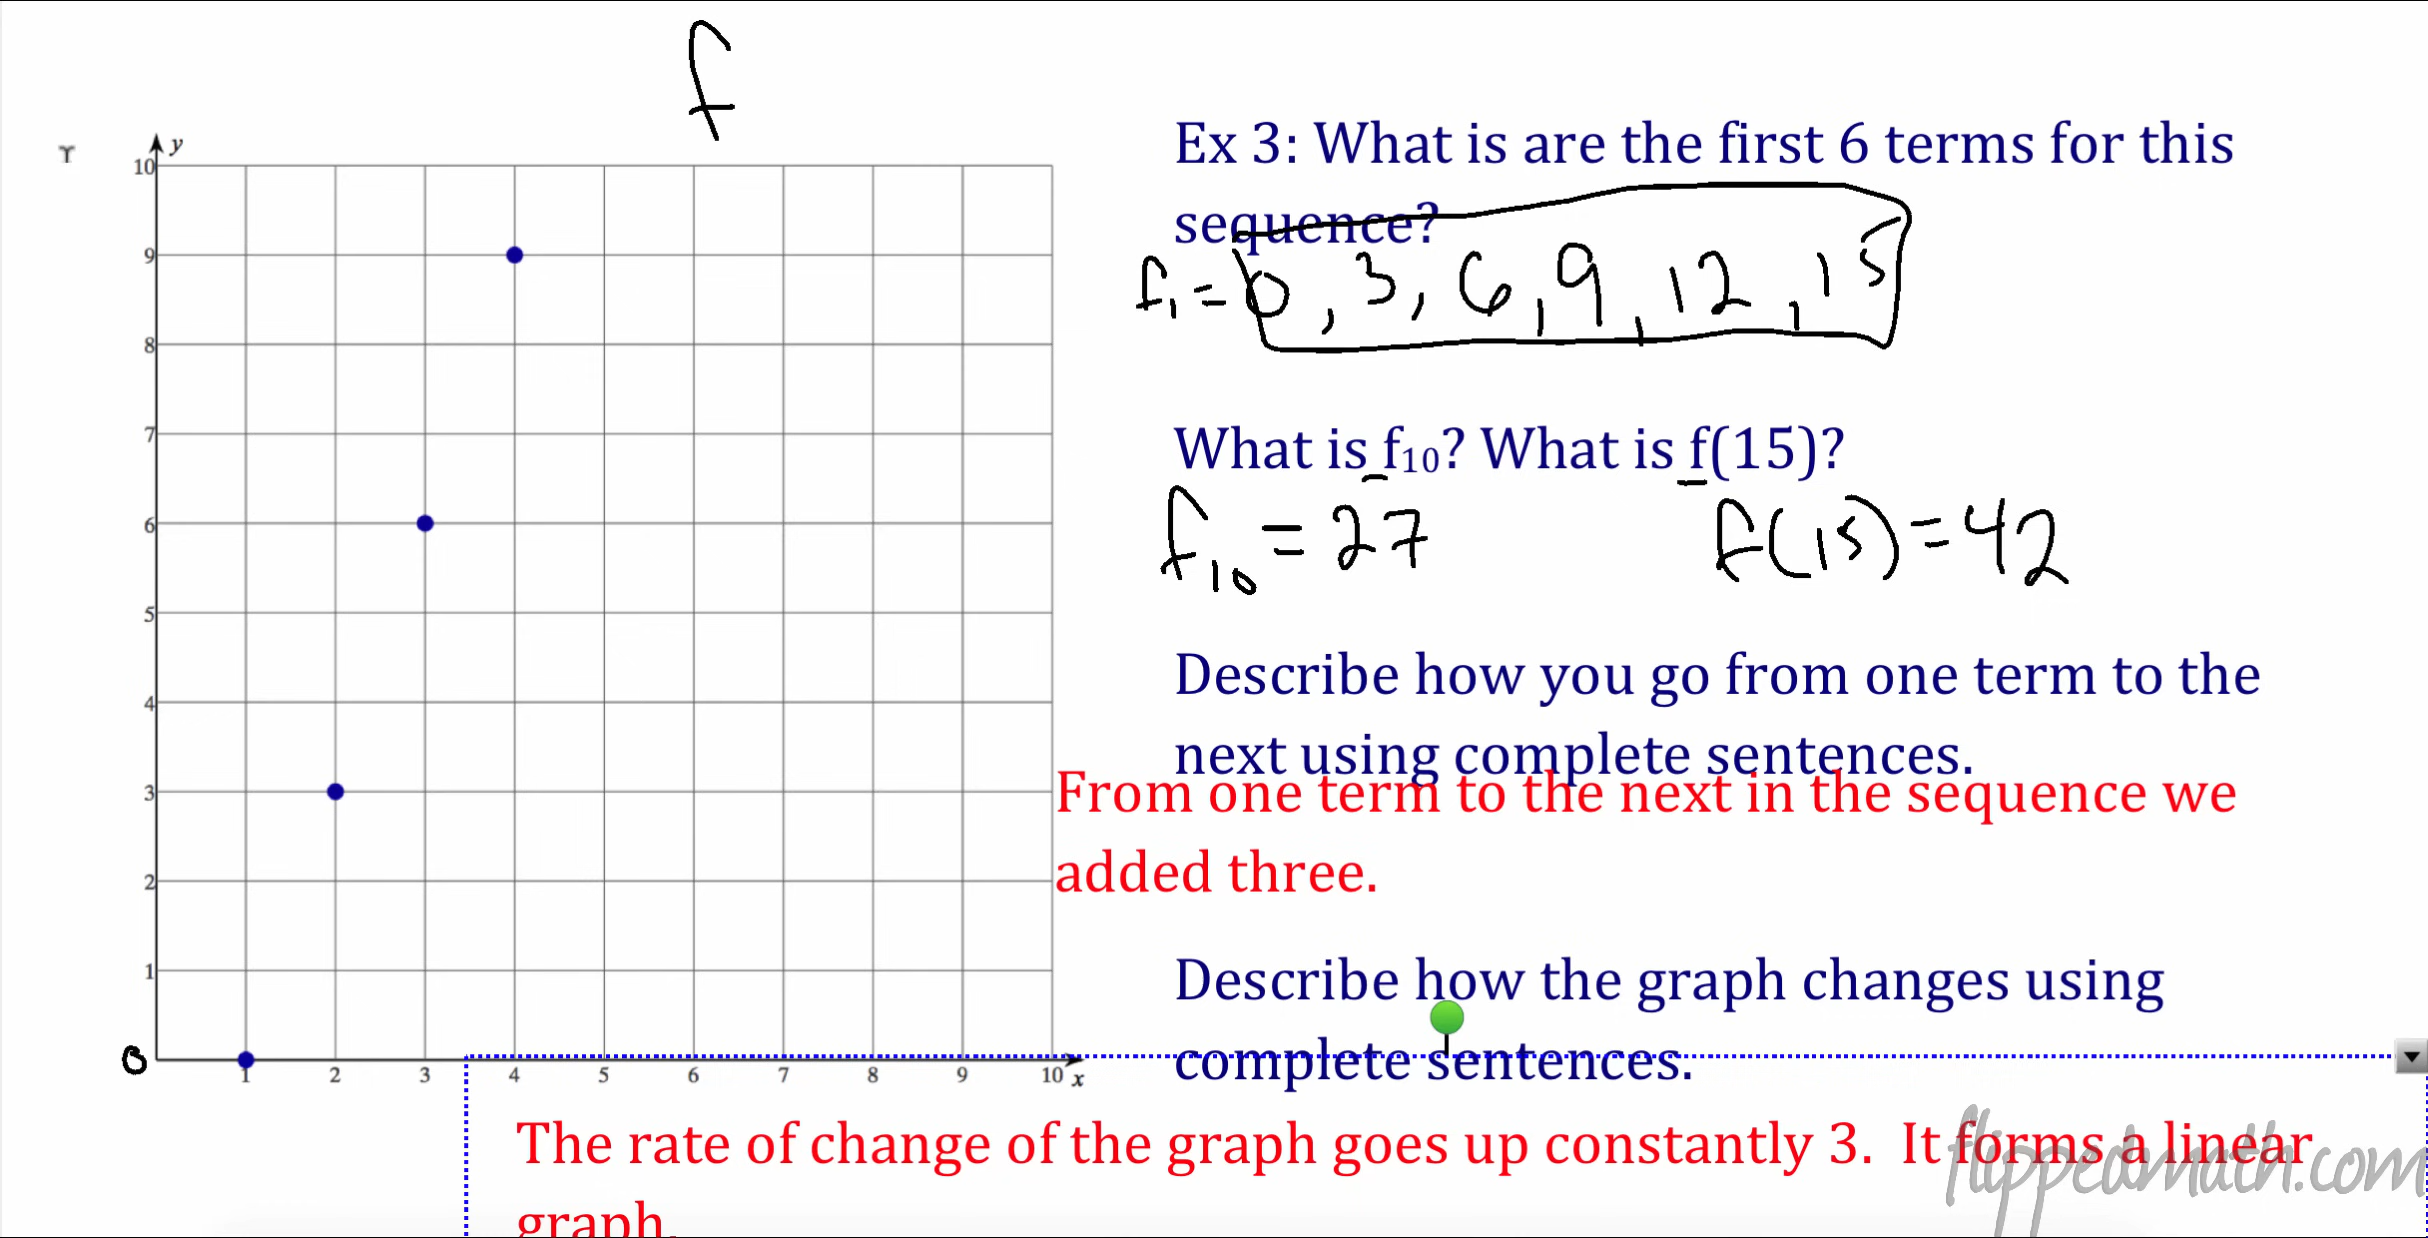 f
y
10
9
8
7
6
5
4
3
2
1
0
1 2 3 4 5 6 7 8 9 10 x
Ex 3: What is are the first 6 terms for this
sequence?
f₁ = 0, 3, 6, 9, 12, 15
What is f₁₀? What is f(15)?
f₁₀ = 27 f(15) = 42
Describe how you go from one term to the
next using complete sentences.
From one term to the next in the sequence we
added three.
Describe how the graph changes using
complete sentences.
The rate of change of the graph goes up constantly 3. It forms a linear
graph.
flippedmath.com